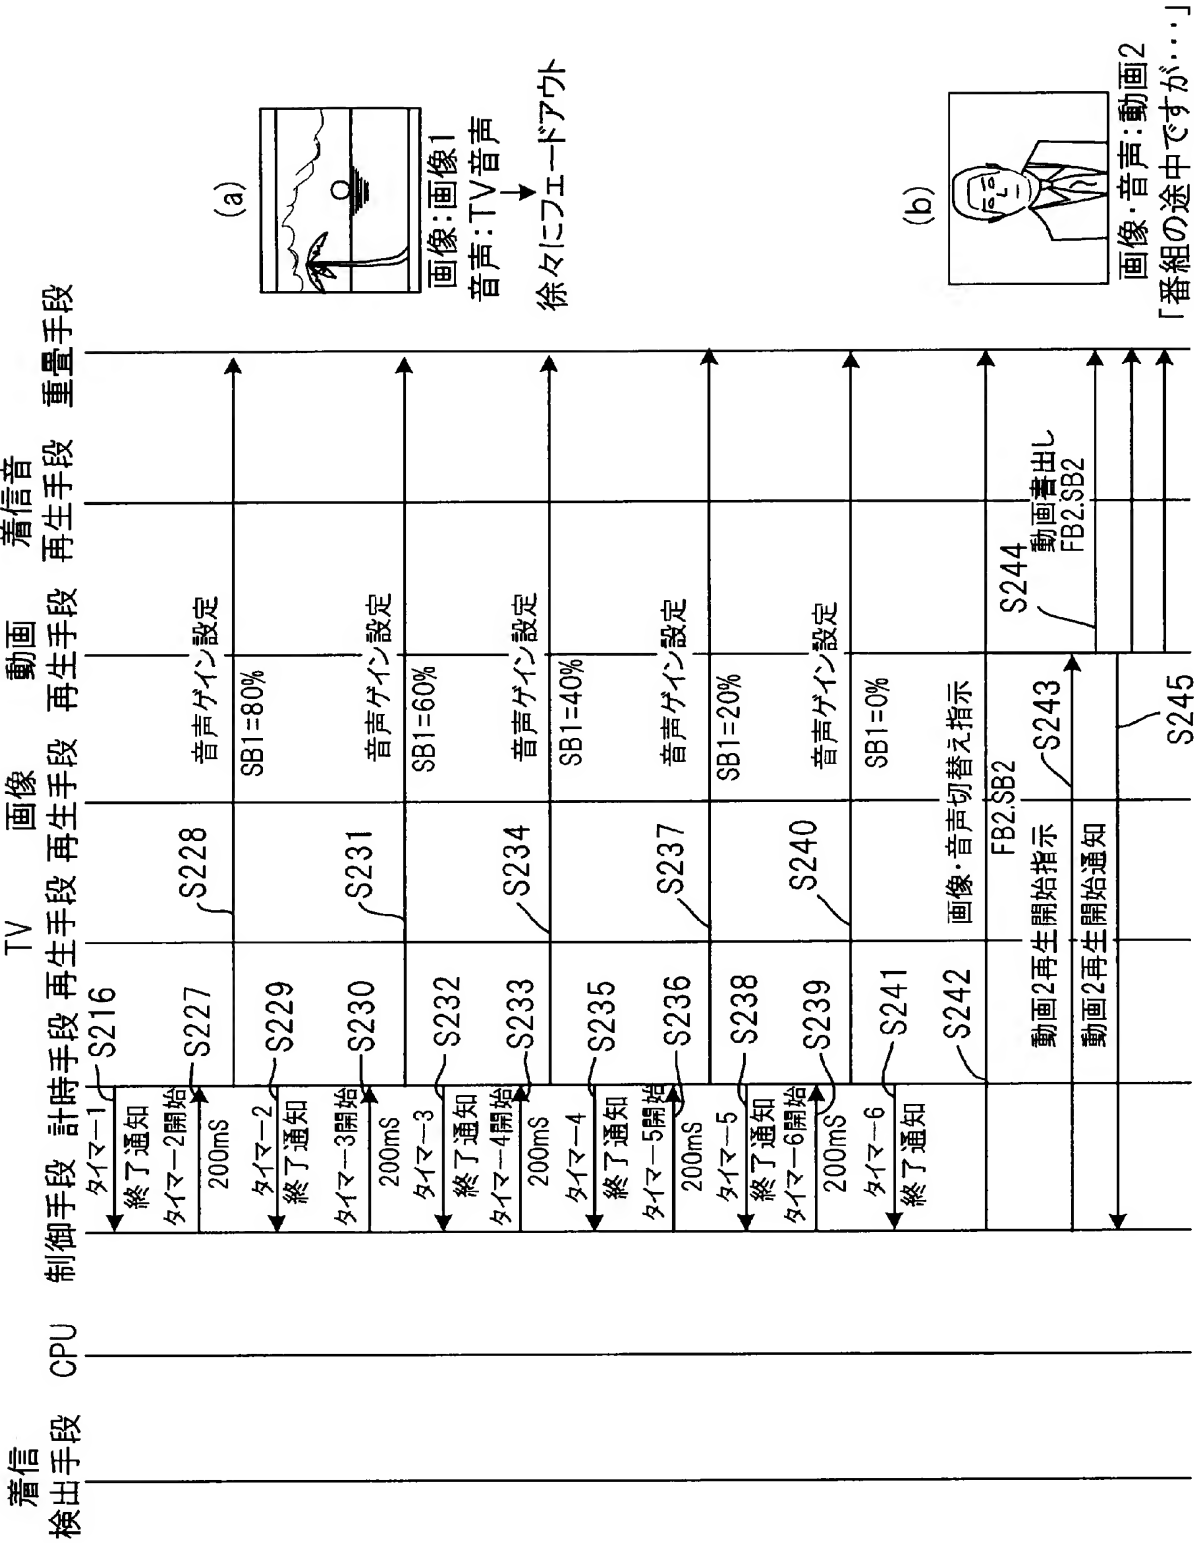 着信
検出手段
CPU
制御手段
計時手段
TV
再生手段
画像
再生手段
動画
再生手段
着信音
再生手段
重畳手段
タイマー1
S216
終了通知
タイマー2開始
S227
200mS
音声ゲイン設定
S228
SB1=80%
タイマー2
S229
終了通知
タイマー3開始
S230
200mS
音声ゲイン設定
S231
SB1=60%
タイマー3
S232
終了通知
タイマー4開始
S233
200mS
音声ゲイン設定
S234
SB1=40%
タイマー4
S235
終了通知
タイマー5開始
S236
200mS
音声ゲイン設定
S237
SB1=20%
タイマー5
S238
終了通知
タイマー6開始
S239
200mS
音声ゲイン設定
S240
SB1=0%
タイマー6
S241
終了通知
S242
画像・音声切替え指示
FB2.SB2
動画2再生開始指示
S243
S244
動画書出し
FB2.SB2
動画2再生開始通知
S245
(a)
画像:画像1
音声:TV音声
徐々にフェードアウト
(b)
画像・音声:動画2
「番組の途中ですが・・・・」